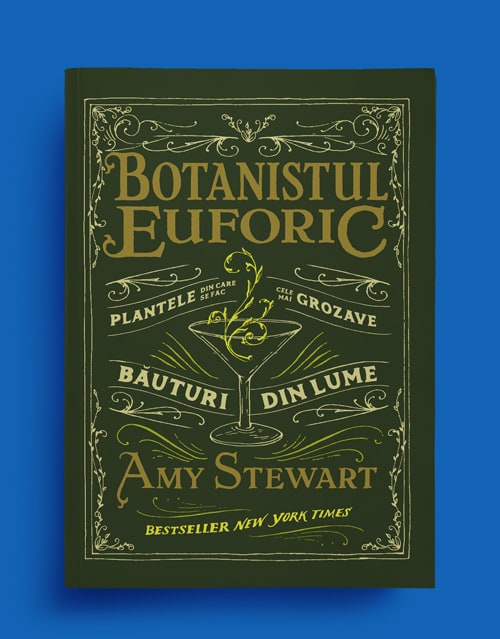 BOTANISTUL
EUFORIC
PLANTELE DIN CARE SE FAC CELE MAI GROZAVE
BĂUTURI DIN LUME
AMY STEWART
BESTSELLER NEW YORK TIMES